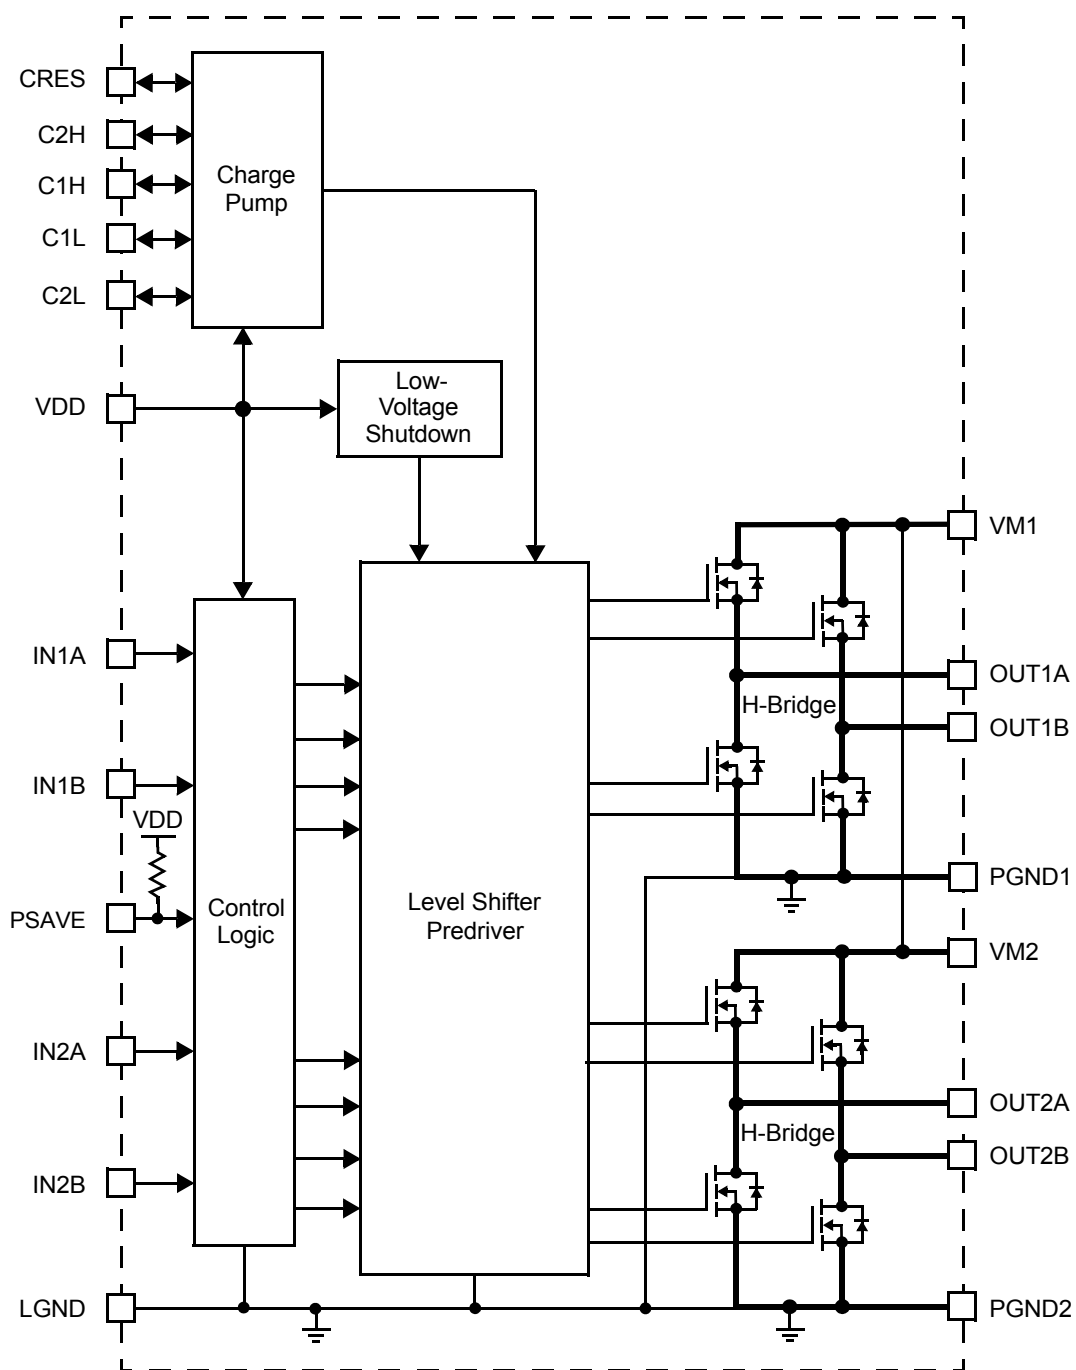 CRES
C2H
C1H
C1L
C2L
Charge
Pump
VDD
Low-
Voltage
Shutdown
VM1
IN1A
OUT1A
H-Bridge
OUT1B
IN1B
VDD
PGND1
PSAVE
Control
Logic
Level Shifter
Predriver
VM2
IN2A
OUT2A
H-Bridge
OUT2B
IN2B
LGND
PGND2